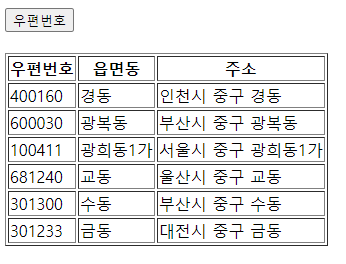 우편번호
우편번호 읍면동 주소
400160 경동 인천시 중구 경동
600030 광복동 부산시 중구 광복동
100411 광희동1가 서울시 중구 광희동1가
681240 교동 울산시 중구 교동
301300 수동 부산시 중구 수동
301233 금동 대전시 중구 금동